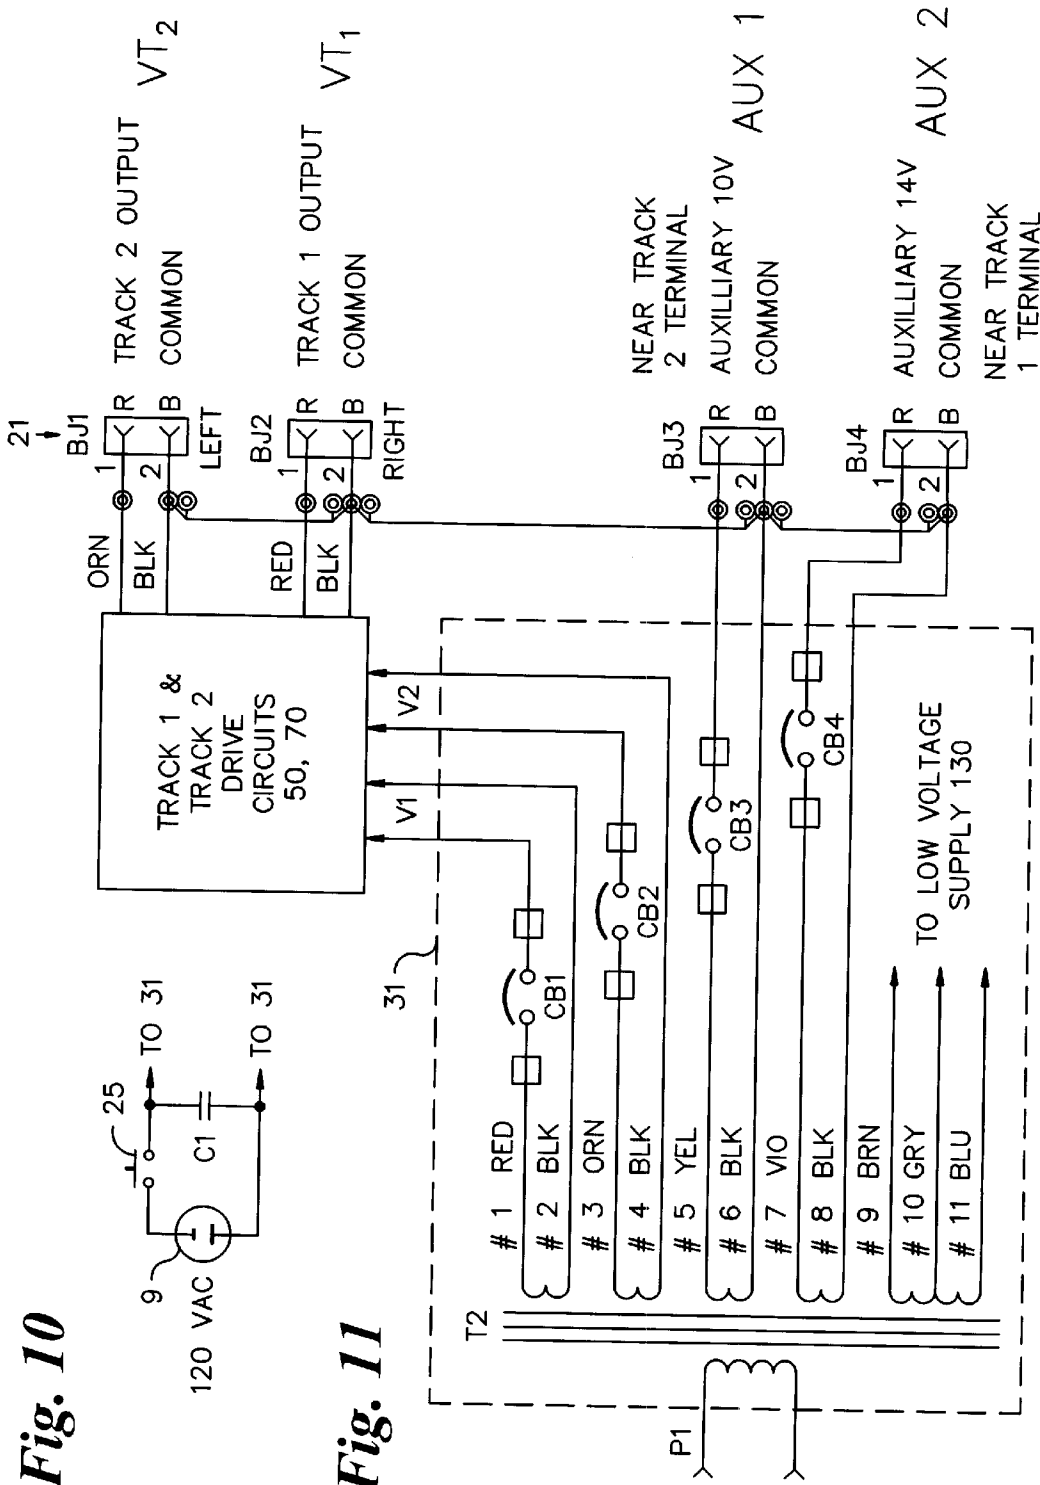 Fig. 10
120 VAC
9
25
C1
TO 31
TO 31
Fig. 11
P1
T2
31
# 1 RED
# 2 BLK
# 3 ORN
# 4 BLK
# 5 YEL
# 6 BLK
# 7 VIO
# 8 BLK
# 9 BRN
# 10 GRY
# 11 BLU
CB1
CB2
CB3
CB4
TO LOW VOLTAGE
SUPPLY 130
V1
V2
TRACK 1 &
TRACK 2
DRIVE
CIRCUITS
50, 70
ORN
BLK
RED
BLK
21
BJ1
1
2
R
B
LEFT
TRACK 2 OUTPUT
COMMON
VT2
BJ2
1
2
R
B
RIGHT
TRACK 1 OUTPUT
COMMON
VT1
BJ3
1
2
R
B
NEAR TRACK
2 TERMINAL
AUXILLIARY 10V
COMMON
AUX 1
BJ4
1
2
R
B
AUXILLIARY 14V
COMMON
NEAR TRACK
1 TERMINAL
AUX 2